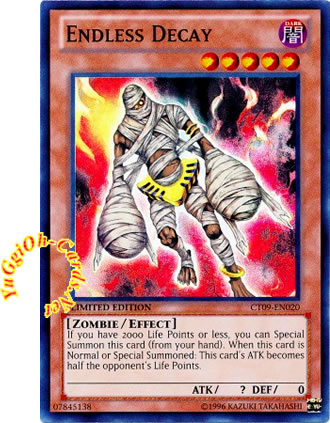 ENDLESS DECAY
DARK
闇
YuGgiOh-Cards.Net
LIMITED EDITION
CT09-EN020
[ZOMBIE / EFFECT]
If you have 2000 Life Points or less, you can Special
Summon this card (from your hand). When this card is
Normal or Special Summoned: This card's ATK becomes
half the opponent's Life Points.
ATK / ? DEF / 0
07845138
©1996 KAZUKI TAKAHASHI